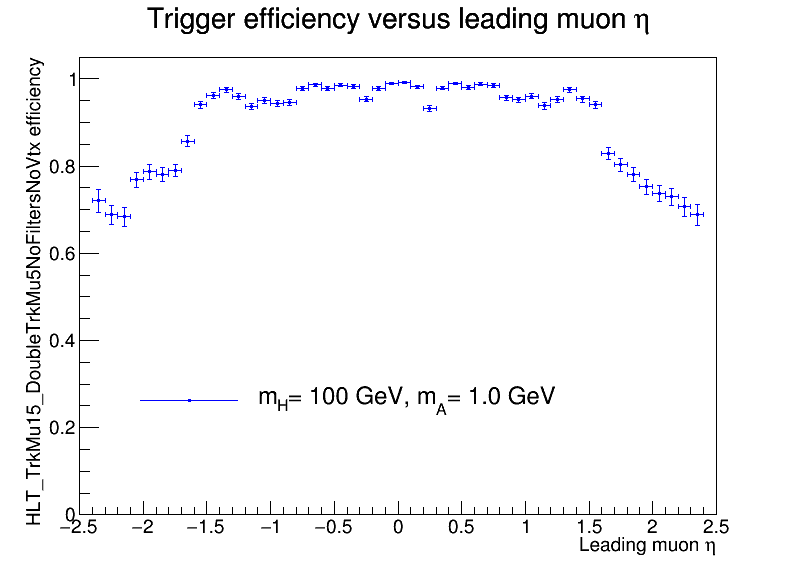 Trigger efficiency versus leading muon η
HLT_TrkMu15_DoubleTrkMu5NoFiltersNoVtx efficiency
1
0.8
0.6
0.4
0.2
0
m_H= 100 GeV, m_A= 1.0 GeV
−2.5 −2 −1.5 −1 −0.5 0 0.5 1 1.5 2 2.5
Leading muon η